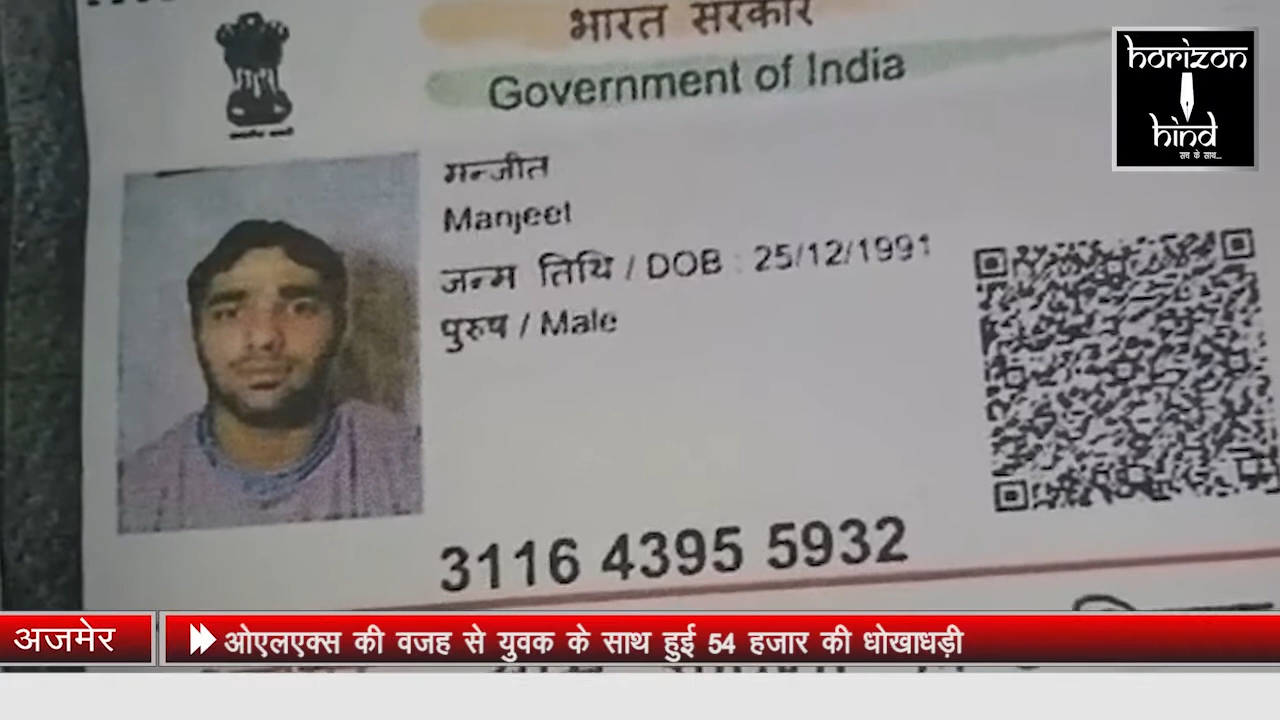 भारत सरकार
Government of India
horizon
hind
सच के साथ...
मन्जीत
Manjeet
जन्म तिथि / DOB : 25/12/1991
पुरुष / Male
3116 4395 5932
अजमेर
ओएलएक्स की वजह से युवक के साथ हुई 54 हजार की धोखाधड़ी